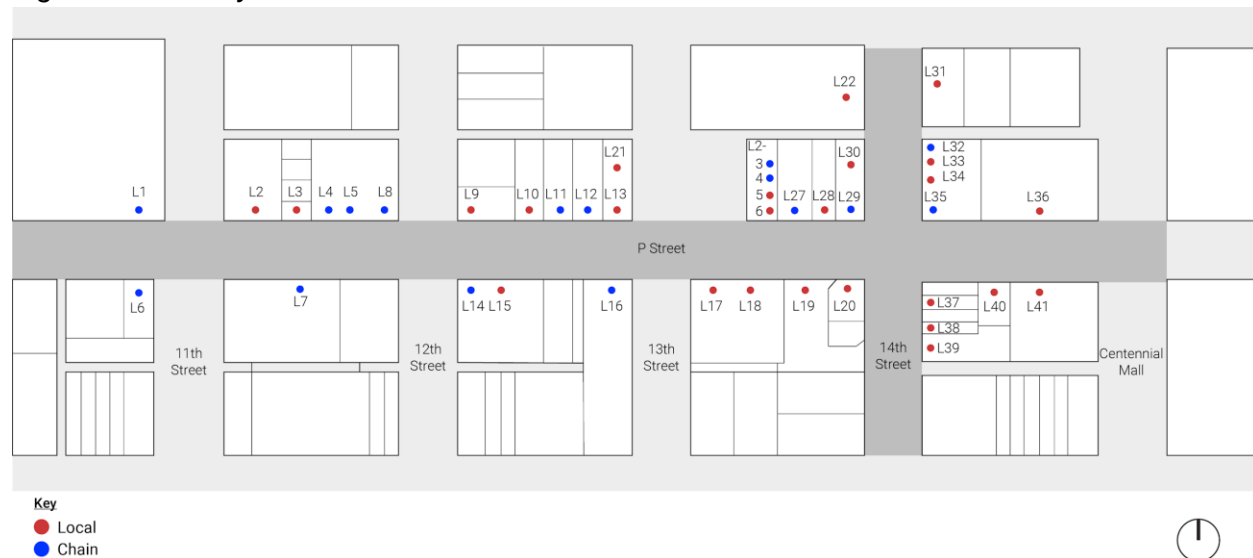 L31
L22
L32
L33
L34
L21
L30
L2-
3
4
5
6
L1
L2
L3
L4
L5
L8
L9
L10
L11
L12
L13
L27
L28
L29
L35
L36
P Street
L6
L7
L14
L15
L16
L17
L18
L19
L20
L37
L38
L39
L40
L41
11th
Street
12th
Street
13th
Street
14th
Street
Centennial
Mall
Key
Local
Chain